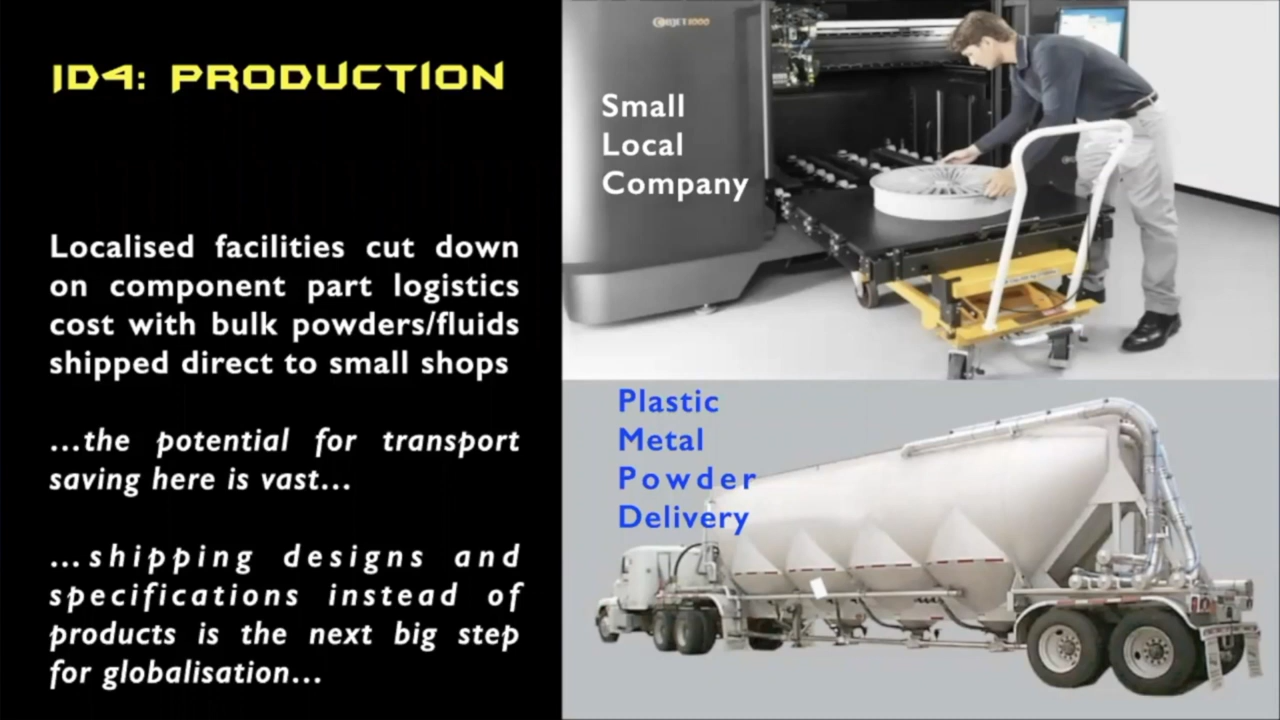 ID4: PRODUCTION
Localised facilities cut down
on component part logistics
cost with bulk powders/fluids
shipped direct to small shops
...the potential for transport
saving here is vast...
...shipping designs and
specifications instead of
products is the next big step
for globalisation...
Small
Local
Company
Plastic
Metal
Powder
Delivery